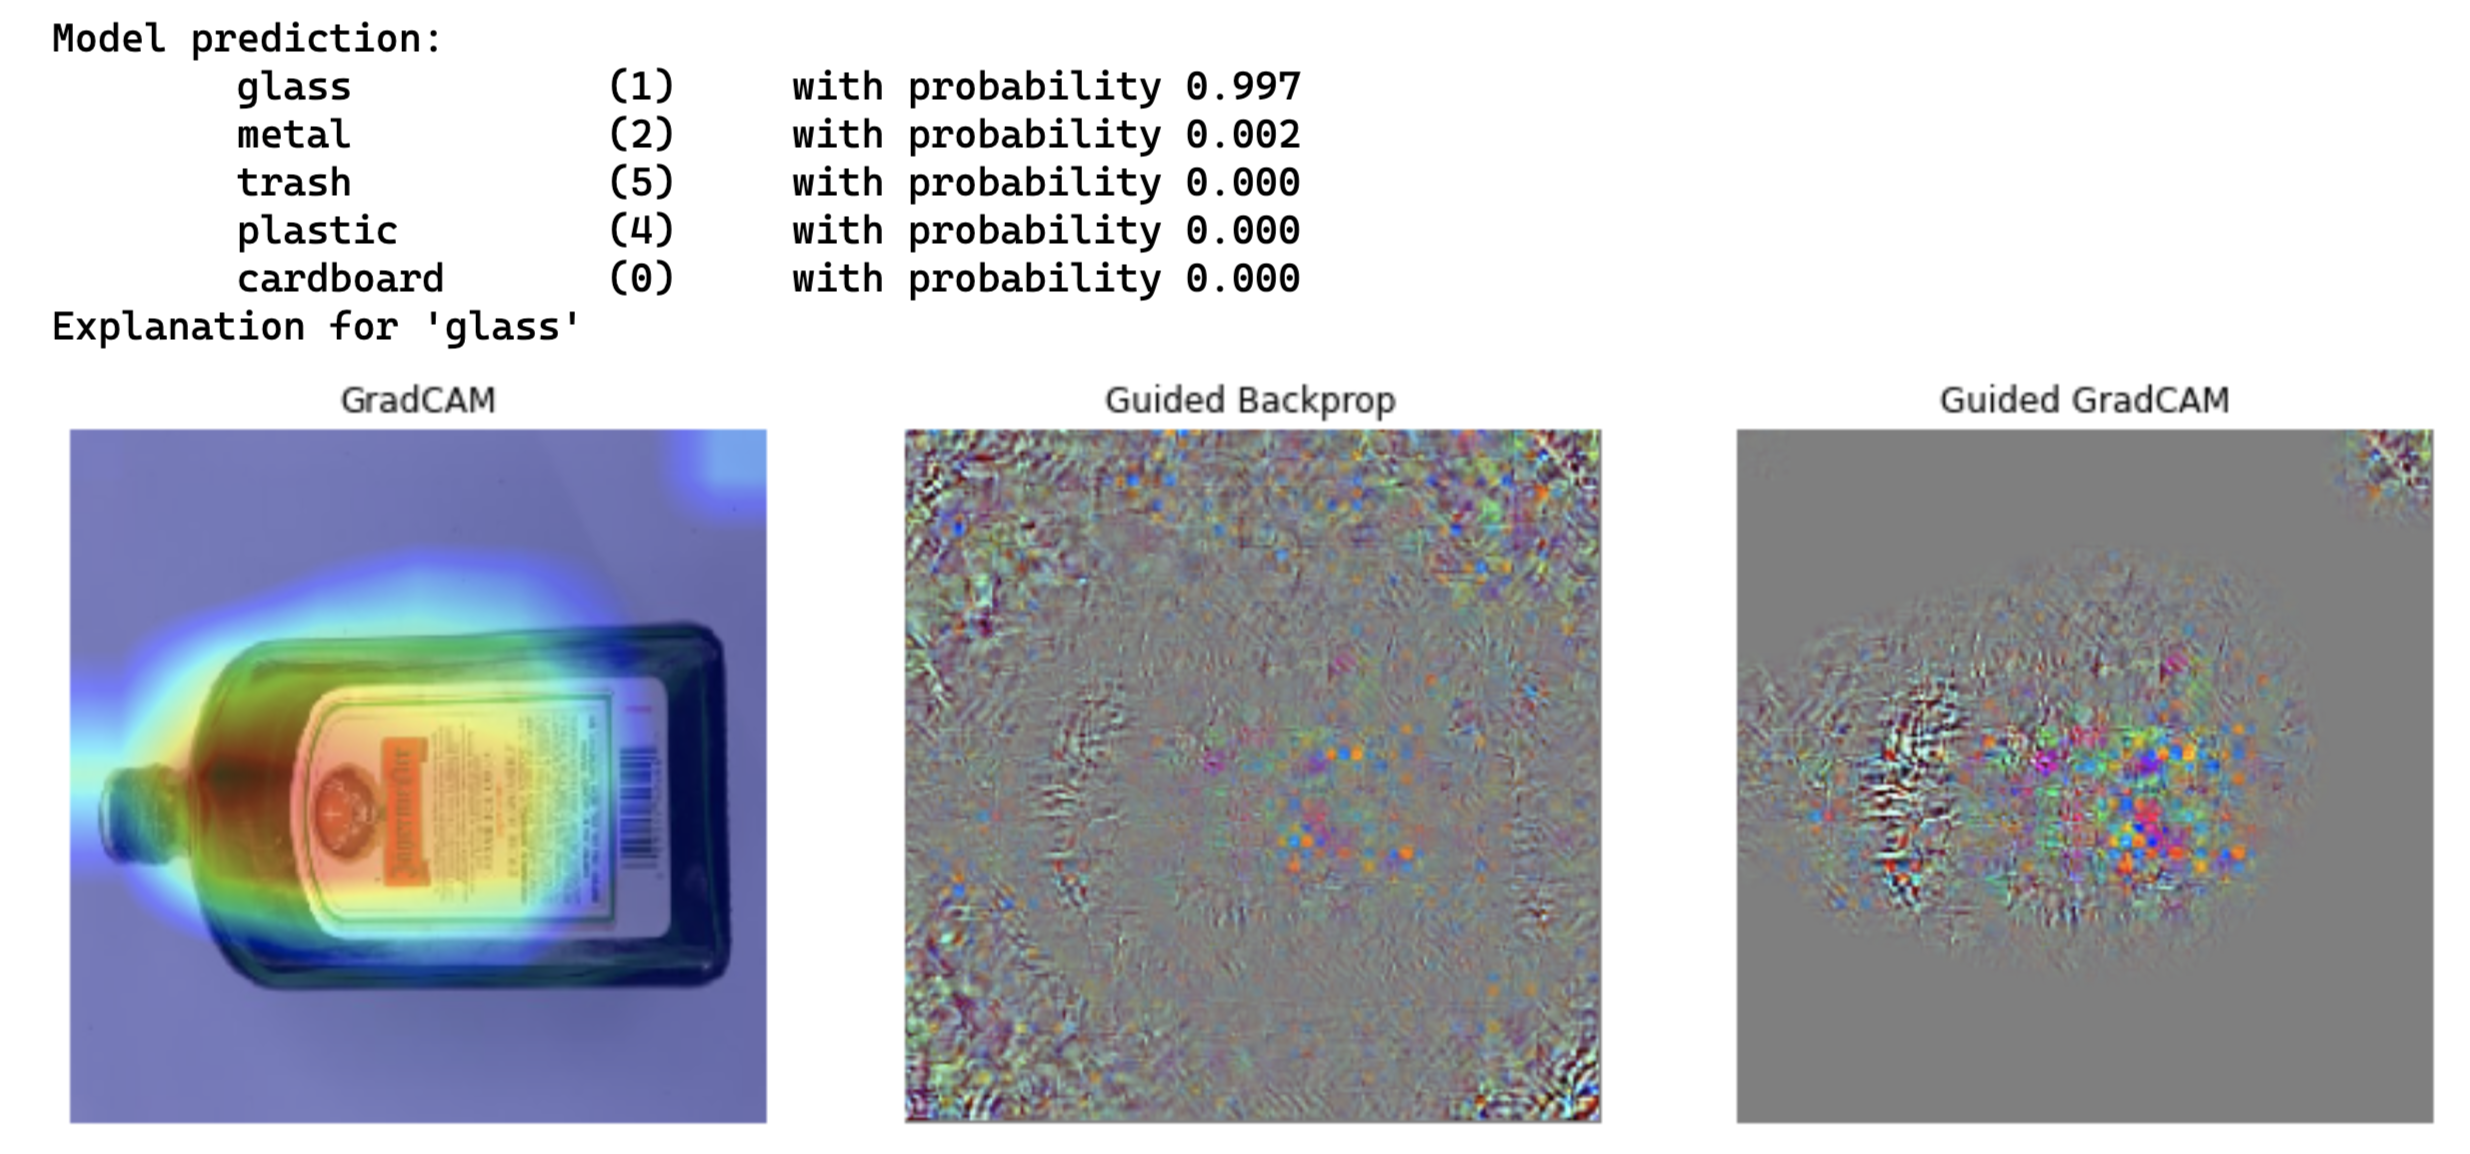 Model prediction:
glass (1) with probability 0.997
metal (2) with probability 0.002
trash (5) with probability 0.000
plastic (4) with probability 0.000
cardboard (0) with probability 0.000
Explanation for 'glass'
GradCAM Guided Backprop Guided GradCAM